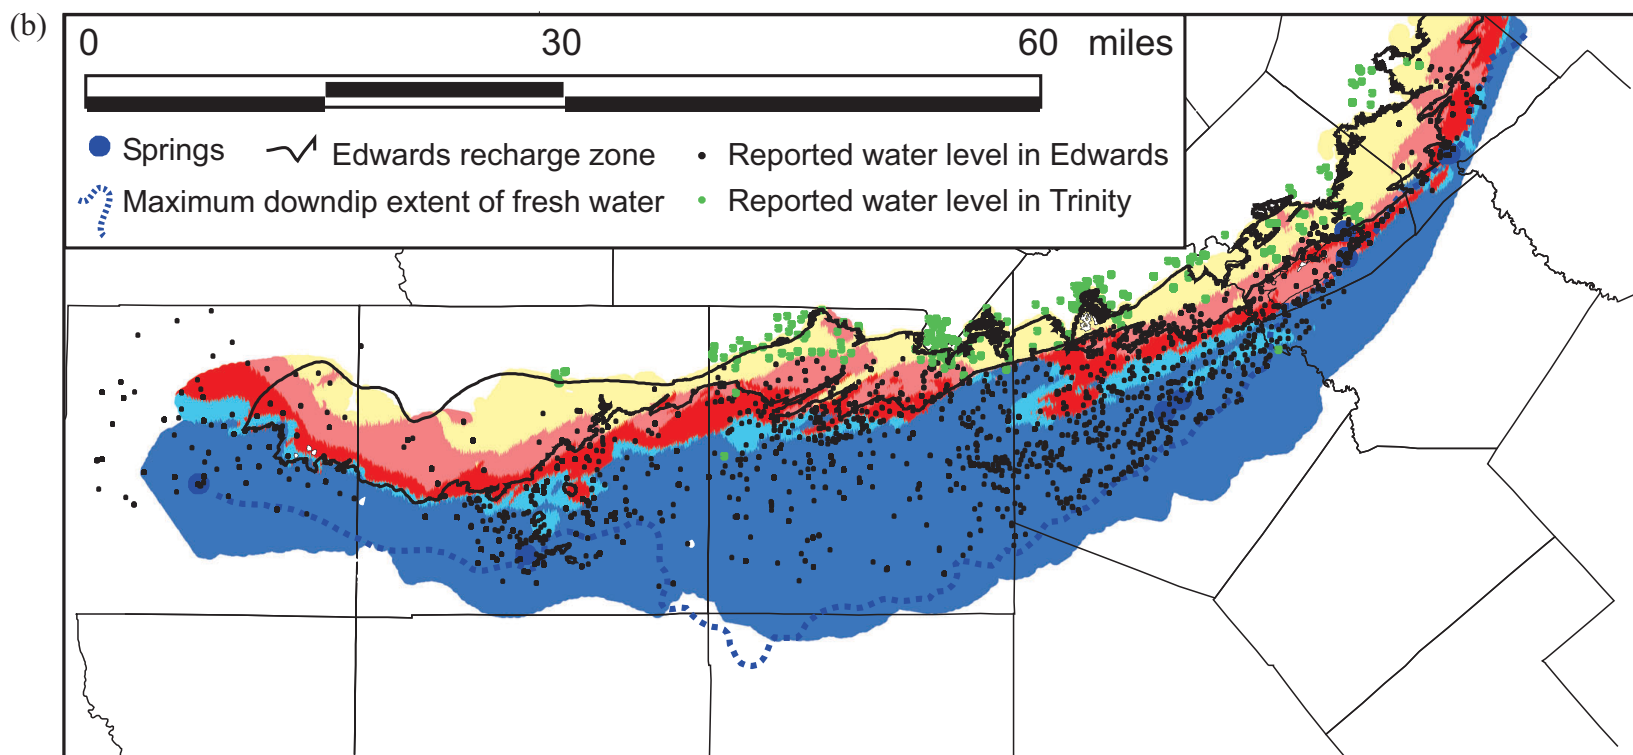 (b)
0 30 60 miles
Springs Edwards recharge zone Reported water level in Edwards
Maximum downdip extent of fresh water Reported water level in Trinity